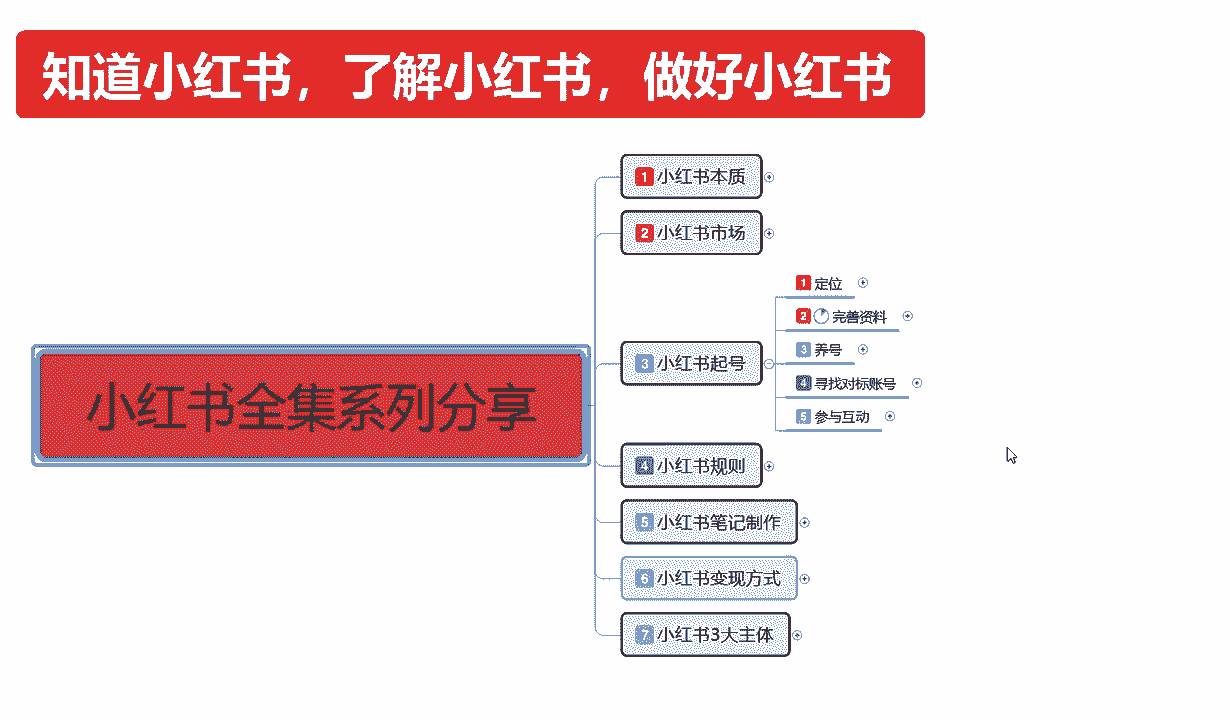 知道小红书，了解小红书，做好小红书
小红书全集系列分享
1 小红书本质
2 小红书市场
3 小红书起号
1 定位
2 完善资料
3 养号
4 寻找对标账号
5 参与互动
4 小红书规则
5 小红书笔记制作
6 小红书变现方式
7 小红书3大主体